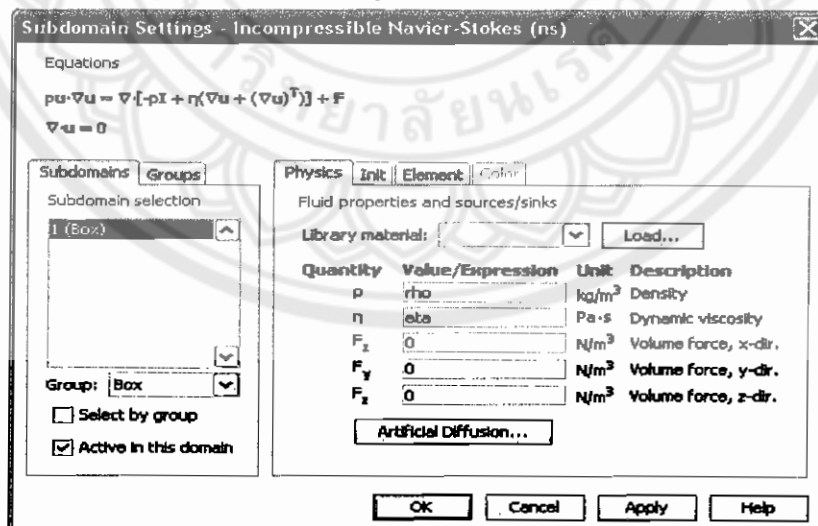 Subdomain Settings - Incompressible Navier-Stokes (ns)
Equations
ρu·∇u = ∇·[-pI + η(∇u + (∇u)ᵀ)] + F
∇·u = 0
Subdomains Groups
Subdomain selection
1 (Box)
Group: Box
Select by group
Active in this domain
Physics Init Element Color
Fluid properties and sources/sinks
Library material: Load...
Quantity Value/Expression Unit Description
ρ rho kg/m³ Density
η eta Pa·s Dynamic viscosity
Fₓ 0 N/m³ Volume force, x-dir.
Fᵧ 0 N/m³ Volume force, y-dir.
F_z 0 N/m³ Volume force, z-dir.
Artificial Diffusion...
OK Cancel Apply Help